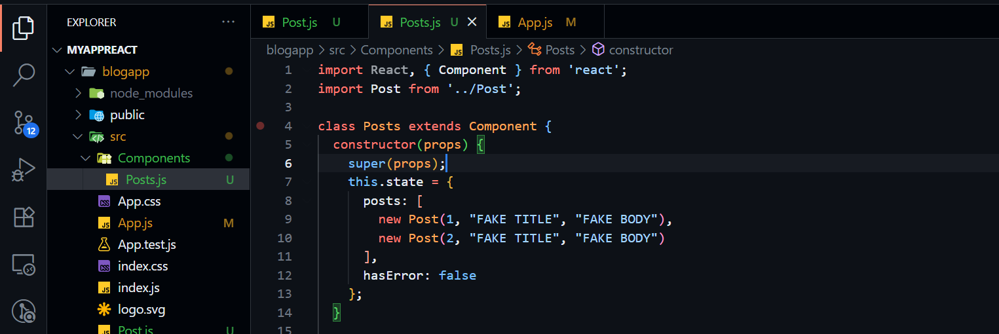 EXPLORER ...
MYAPPREACT
blogapp
node_modules
public
src
Components
Posts.js U
App.css
App.js M
App.test.js
index.css
index.js
logo.svg
Post.js U
12
Post.js U Posts.js U × App.js M
blogapp > src > Components > JS Posts.js > Posts > constructor
1 import React, { Component } from 'react';
2 import Post from '../Post';
3
4 class Posts extends Component {
5 constructor(props) {
6 super(props);
7 this.state = {
8 posts: [
9 new Post(1, "FAKE TITLE", "FAKE BODY"),
10 new Post(2, "FAKE TITLE", "FAKE BODY")
11 ],
12 hasError: false
13 };
14 }
15